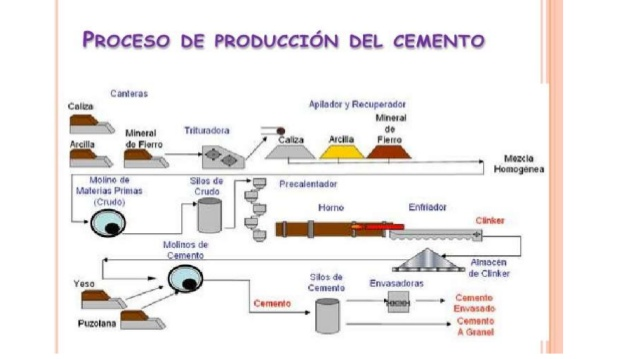 PROCESO DE PRODUCCIÓN DEL CEMENTO
Canteras
Caliza
Arcilla
Mineral
de Fierro
Trituradora
Apilador y Recuperador
Caliza
Arcilla
Mineral
de
Fierro
Mezcla
Homogénea
Molino de
Materias Primas
(Crudo)
Silos de
Crudo
Precalentador
Horno
Enfriador
Clinker
Almacén
de Clinker
Molinos de
Cemento
Yeso
Puzolana
Cemento
Silos de
Cemento
Envasadoras
Cemento
Envasado
Cemento
A Granel